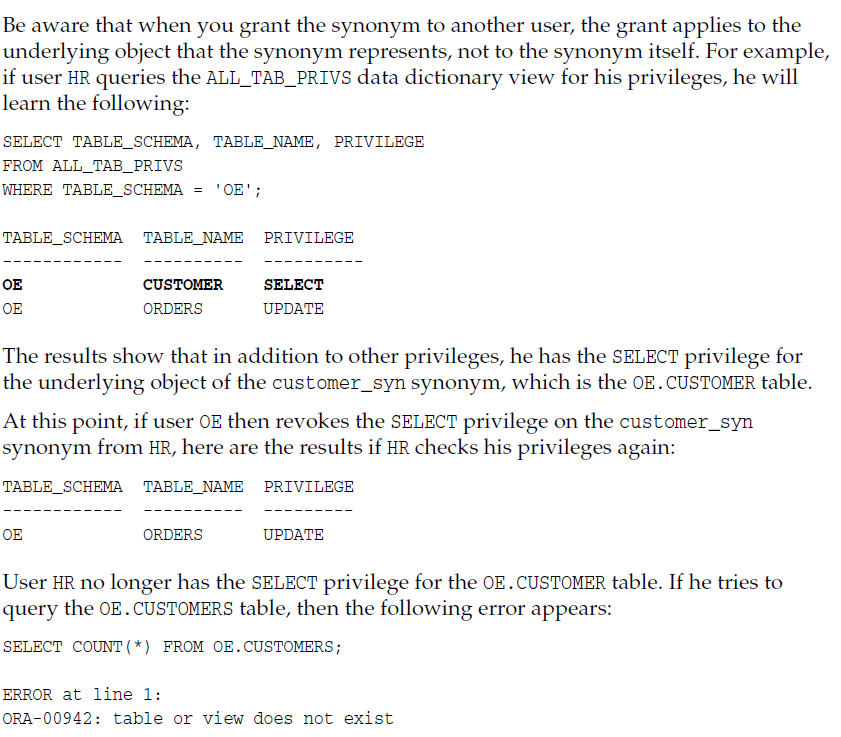 Be aware that when you grant the synonym to another user, the grant applies to the
underlying object that the synonym represents, not to the synonym itself. For example,
if user HR queries the ALL_TAB_PRIVS data dictionary view for his privileges, he will
learn the following:
SELECT TABLE_SCHEMA, TABLE_NAME, PRIVILEGE
FROM ALL_TAB_PRIVS
WHERE TABLE_SCHEMA = 'OE';
TABLE_SCHEMA  TABLE_NAME  PRIVILEGE
------------  ----------  ----------
OE            CUSTOMER    SELECT
OE            ORDERS      UPDATE
The results show that in addition to other privileges, he has the SELECT privilege for
the underlying object of the customer_syn synonym, which is the OE.CUSTOMER table.
At this point, if user OE then revokes the SELECT privilege on the customer_syn
synonym from HR, here are the results if HR checks his privileges again:
TABLE_SCHEMA  TABLE_NAME  PRIVILEGE
------------  ----------  ---------
OE            ORDERS      UPDATE
User HR no longer has the SELECT privilege for the OE.CUSTOMER table. If he tries to
query the OE.CUSTOMERS table, then the following error appears:
SELECT COUNT(*) FROM OE.CUSTOMERS;
ERROR at line 1:
ORA-00942: table or view does not exist